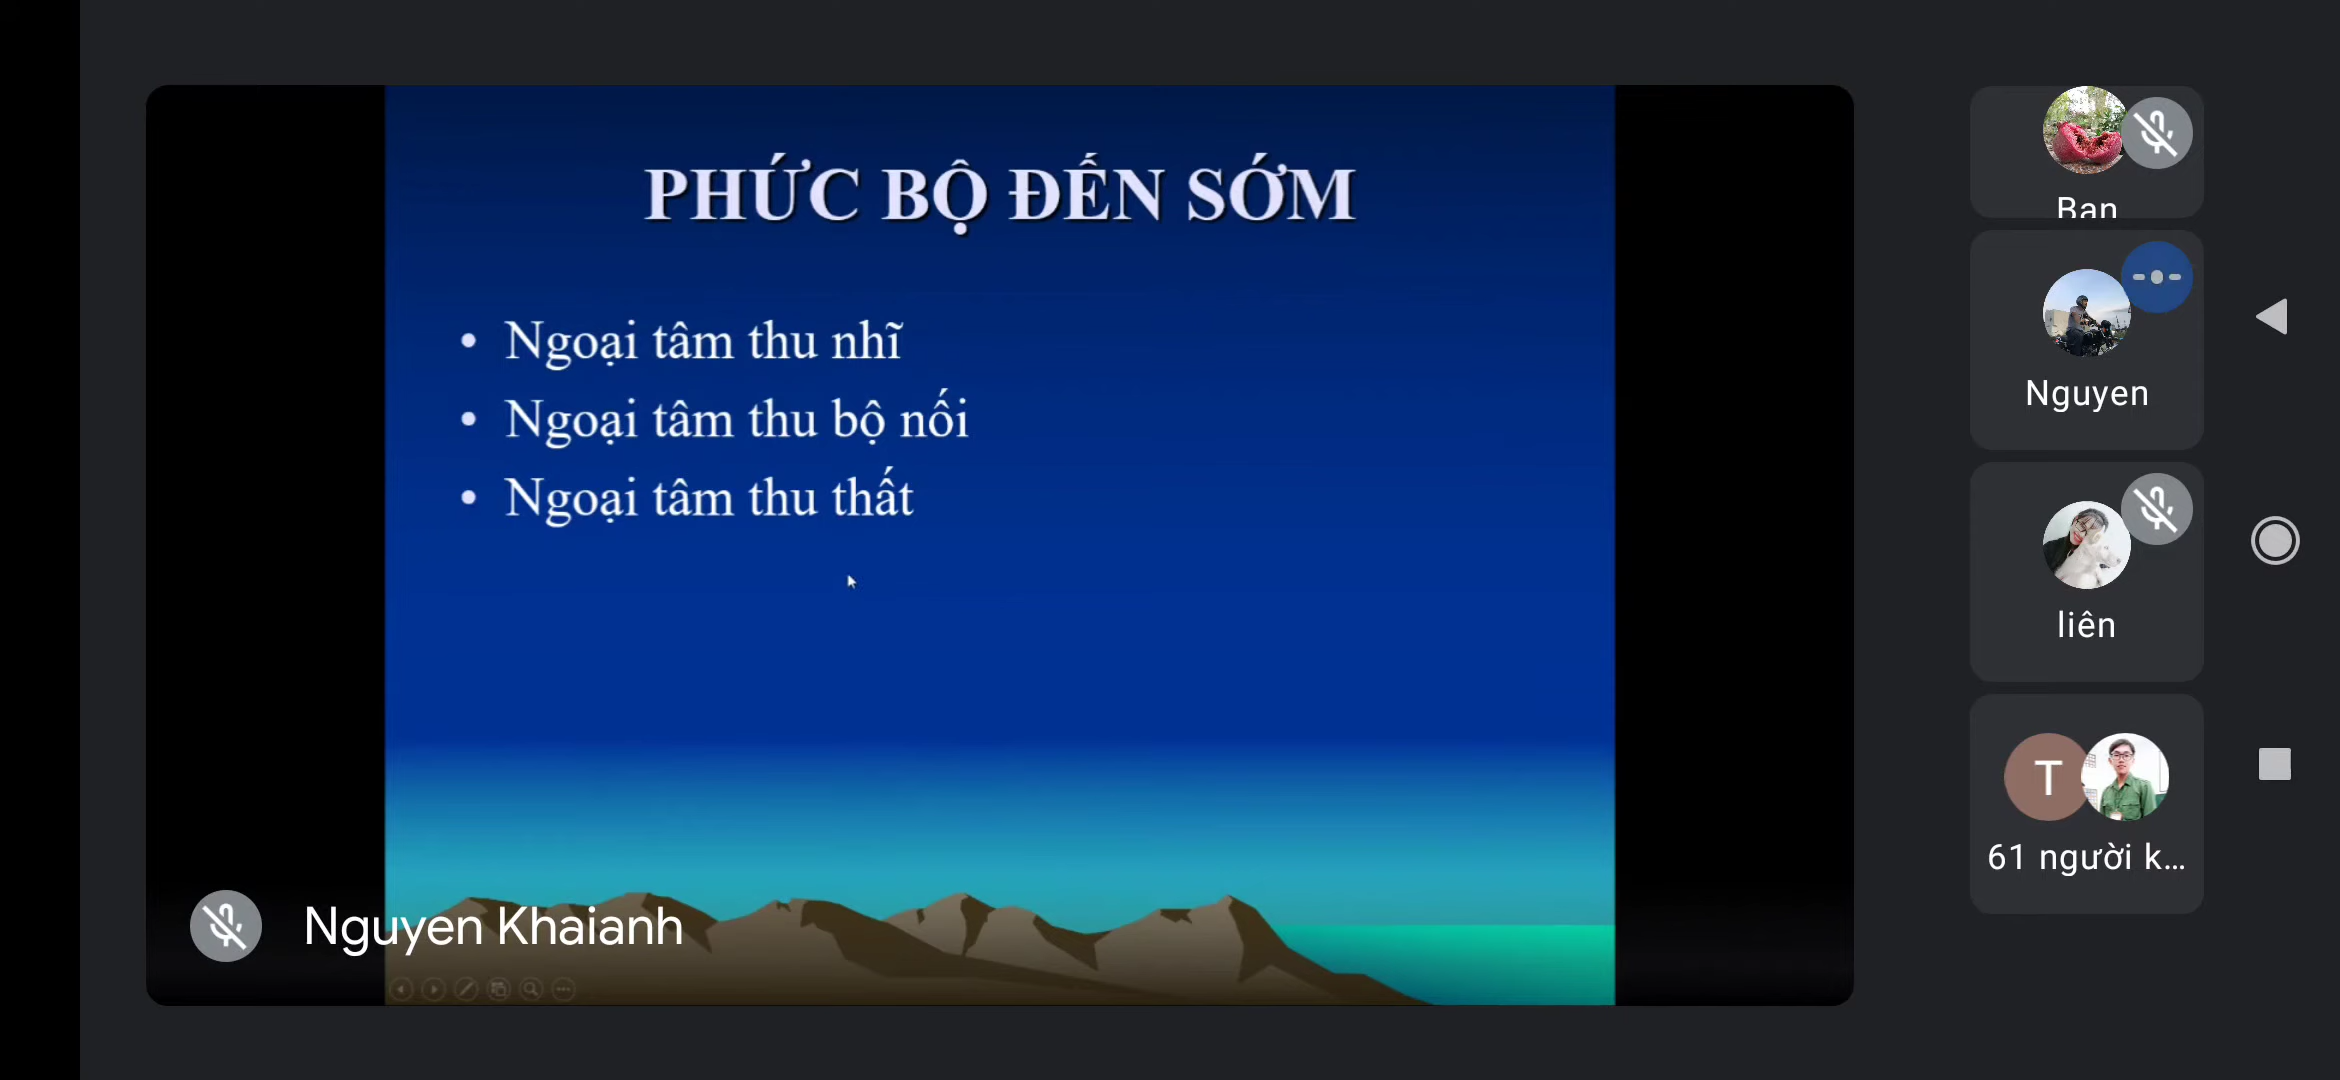 PHỨC BỘ ĐẾN SỚM
• Ngoại tâm thu nhĩ
• Ngoại tâm thu bộ nối
• Ngoại tâm thu thất
Nguyen Khaianh
Bạn
Nguyen
liên
T
61 người k...